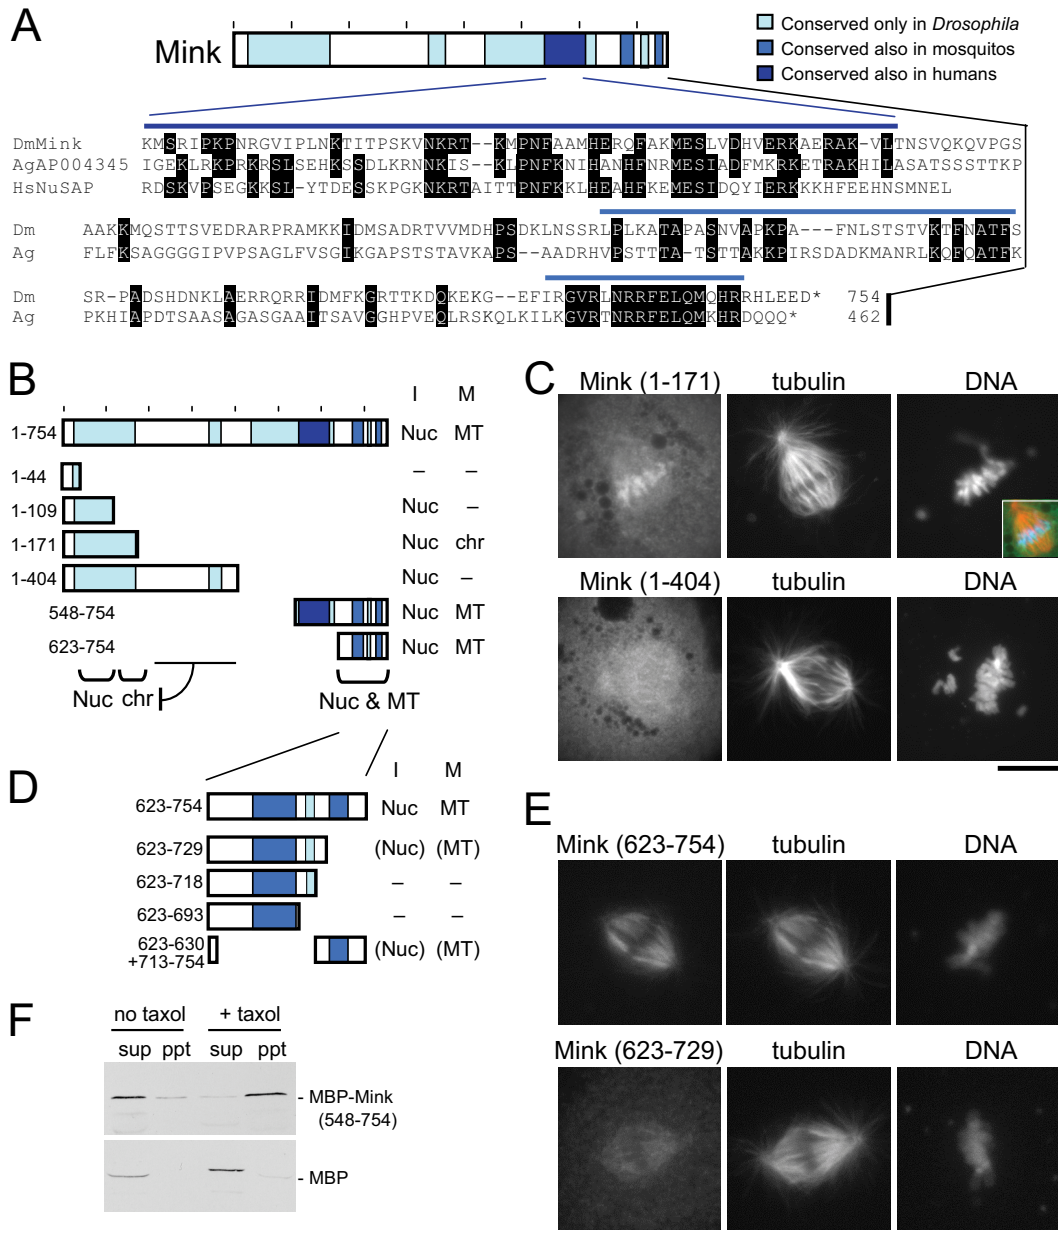 A
Mink
Conserved only in Drosophila
Conserved also in mosquitos
Conserved also in humans
DmMink KMSRIPKPNRGVIPLNKTITPSKVNKRT--KMPNFAAMHERQFAKMESLVDHVERKAERAK-VLTNSVQKQVPGS
AgAP004345 IGEKLRKPRKRSLSEHKSSDLKRNNKIS--KLPNFKNIHANHFNRMESIADFMKRKETRAKHILASATSSSTTKP
HsNuSAP RDSKVPSEGKKSL-YTDESSKPGKNKRTAITTPNFKKLHEAHFKEMESIDQYIERKKKHFEEHNSMNEL
Dm AAKKMQSTTSVEDRARPRAMKKIDMSADRTVVMDHPSDKLNSSRLPLKATAPASNVAPKPA---FNLSTSTVKTFNATFS
Ag FLFKSAGGGGIPVPSAGLFVSGIKGAPSTSTAVKAPS--AADRHVPSTTTA-TSTTAKKPIRSDADKMANRLKQFQATFK
Dm SR-PADSHDNKLAERRQRRIDMFKGRTTKDQKEKG--EFIRGVRLNRRFELQMQHRRHLEED* 754
Ag PKHIAPDTSAASAGASGAAITSAVGGHPVEQLRSKQLKILKGVRTNRRFELQMKHRDQQQ* 462
B
I M
1-754 Nuc MT
1-44 – –
1-109 Nuc –
1-171 Nuc chr
1-404 Nuc –
548-754 Nuc MT
623-754 Nuc MT
Nuc chr
Nuc & MT
C
Mink (1-171) tubulin DNA
Mink (1-404) tubulin DNA
D
I M
623-754 Nuc MT
623-729 (Nuc) (MT)
623-718 – –
623-693 – –
623-630
+713-754 (Nuc) (MT)
E
Mink (623-754) tubulin DNA
Mink (623-729) tubulin DNA
F
no taxol + taxol
sup ppt sup ppt
- MBP-Mink
(548-754)
- MBP